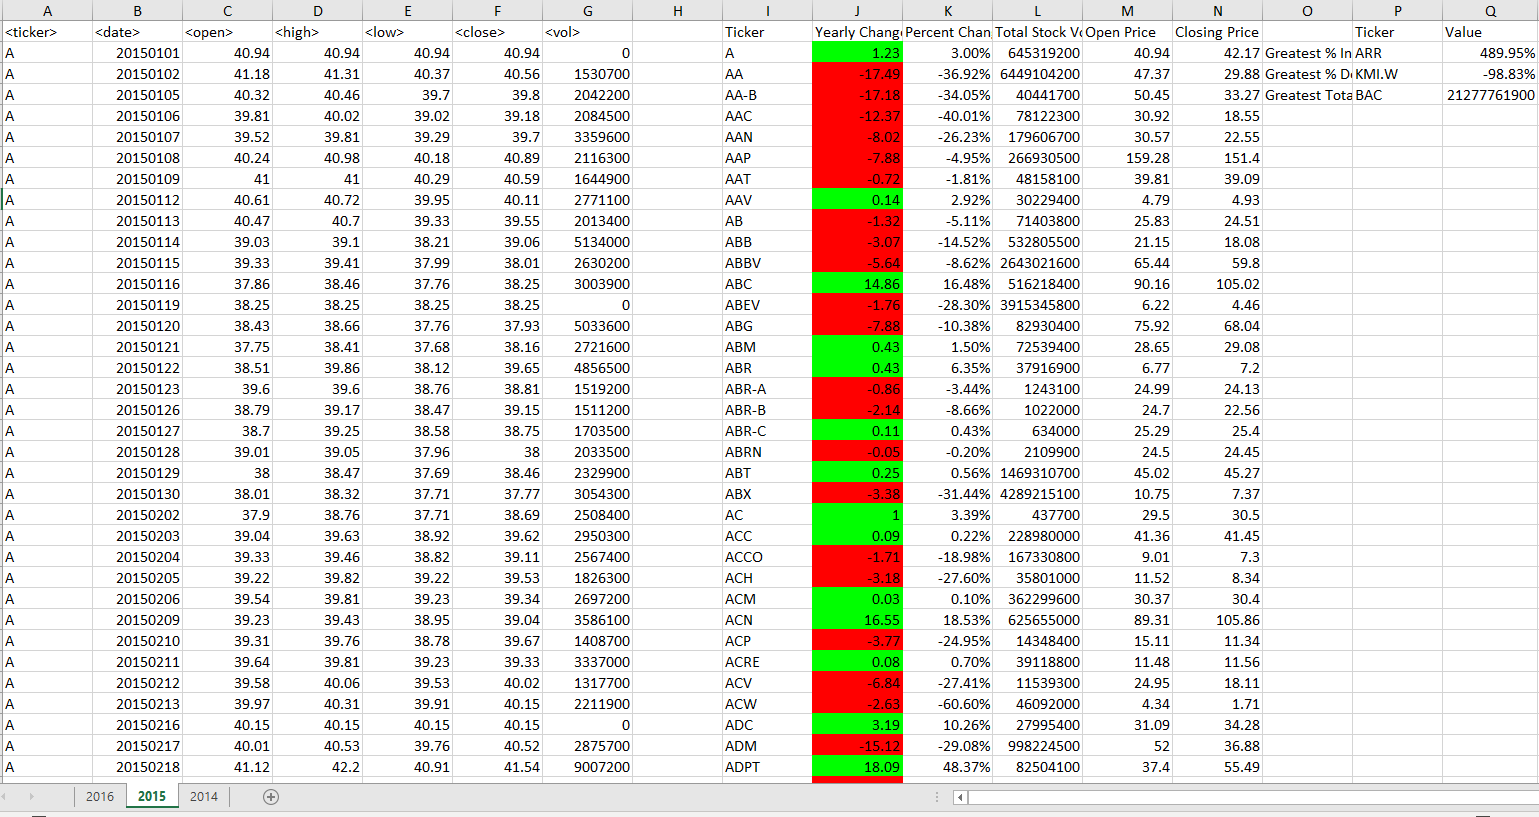 A B C D E F G H I J K L M N O P Q
<ticker> <date> <open> <high> <low> <close> <vol> Ticker Yearly Chang Percent Chan Total Stock V Open Price Closing Price Ticker Value
A 20150101 40.94 40.94 40.94 40.94 0 A 1.23 3.00% 645319200 40.94 42.17 Greatest % In ARR 489.95%
A 20150102 41.18 41.31 40.37 40.56 1530700 AA -17.49 -36.92% 6449104200 47.37 29.88 Greatest % D KMI.W -98.83%
A 20150105 40.32 40.46 39.7 39.8 2042200 AA-B -17.18 -34.05% 40441700 50.45 33.27 Greatest Tota BAC 21277761900
A 20150106 39.81 40.02 39.02 39.18 2084500 AAC -12.37 -40.01% 78122300 30.92 18.55
A 20150107 39.52 39.81 39.29 39.7 3359600 AAN -8.02 -26.23% 179606700 30.57 22.55
A 20150108 40.24 40.98 40.18 40.89 2116300 AAP -7.88 -4.95% 266930500 159.28 151.4
A 20150109 41 41 40.29 40.59 1644900 AAT -0.72 -1.81% 48158100 39.81 39.09
A 20150112 40.61 40.72 39.95 40.11 2771100 AAV 0.14 2.92% 30229400 4.79 4.93
A 20150113 40.47 40.7 39.33 39.55 2013400 AB -1.32 -5.11% 71403800 25.83 24.51
A 20150114 39.03 39.1 38.21 39.06 5134000 ABB -3.07 -14.52% 532805500 21.15 18.08
A 20150115 39.33 39.41 37.99 38.01 2630200 ABBV -5.64 -8.62% 2643021600 65.44 59.8
A 20150116 37.86 38.46 37.76 38.25 3003900 ABC 14.86 16.48% 516218400 90.16 105.02
A 20150119 38.25 38.25 38.25 38.25 0 ABEV -1.76 -28.30% 3915345800 6.22 4.46
A 20150120 38.43 38.66 37.76 37.93 5033600 ABG -7.88 -10.38% 82930400 75.92 68.04
A 20150121 37.75 38.41 37.68 38.16 2721600 ABM 0.43 1.50% 72539400 28.65 29.08
A 20150122 38.51 39.86 38.12 39.65 4856500 ABR 0.43 6.35% 37916900 6.77 7.2
A 20150123 39.6 39.6 38.76 38.81 1519200 ABR-A -0.86 -3.44% 1243100 24.99 24.13
A 20150126 38.79 39.17 38.47 39.15 1511200 ABR-B -2.14 -8.66% 1022000 24.7 22.56
A 20150127 38.7 39.25 38.58 38.75 1703500 ABR-C 0.11 0.43% 634000 25.29 25.4
A 20150128 39.01 39.05 37.96 38 2033500 ABRN -0.05 -0.20% 2109900 24.5 24.45
A 20150129 38 38.47 37.69 38.46 2329900 ABT 0.25 0.56% 1469310700 45.02 45.27
A 20150130 38.01 38.32 37.71 37.77 3054300 ABX -3.38 -31.44% 4289215100 10.75 7.37
A 20150202 37.9 38.76 37.71 38.69 2508400 AC 1 3.39% 437700 29.5 30.5
A 20150203 39.04 39.63 38.92 39.62 2950300 ACC 0.09 0.22% 228980000 41.36 41.45
A 20150204 39.33 39.46 38.82 39.11 2567400 ACCO -1.71 -18.98% 167330800 9.01 7.3
A 20150205 39.22 39.82 39.22 39.53 1826300 ACH -3.18 -27.60% 35801000 11.52 8.34
A 20150206 39.54 39.81 39.23 39.34 2697200 ACM 0.03 0.10% 362299600 30.37 30.4
A 20150209 39.23 39.43 38.95 39.04 3586100 ACN 16.55 18.53% 625655000 89.31 105.86
A 20150210 39.31 39.76 38.78 39.67 1408700 ACP -3.77 -24.95% 14348400 15.11 11.34
A 20150211 39.64 39.81 39.23 39.33 3337000 ACRE 0.08 0.70% 39118800 11.48 11.56
A 20150212 39.58 40.06 39.53 40.02 1317700 ACV -6.84 -27.41% 11539300 24.95 18.11
A 20150213 39.97 40.31 39.91 40.15 2211900 ACW -2.63 -60.60% 46092000 4.34 1.71
A 20150216 40.15 40.15 40.15 40.15 0 ADC 3.19 10.26% 27995400 31.09 34.28
A 20150217 40.01 40.53 39.76 40.52 2875700 ADM -15.12 -29.08% 998224500 52 36.88
A 20150218 41.12 42.2 40.91 41.54 9007200 ADPT 18.09 48.37% 82504100 37.4 55.49
2016 2015 2014